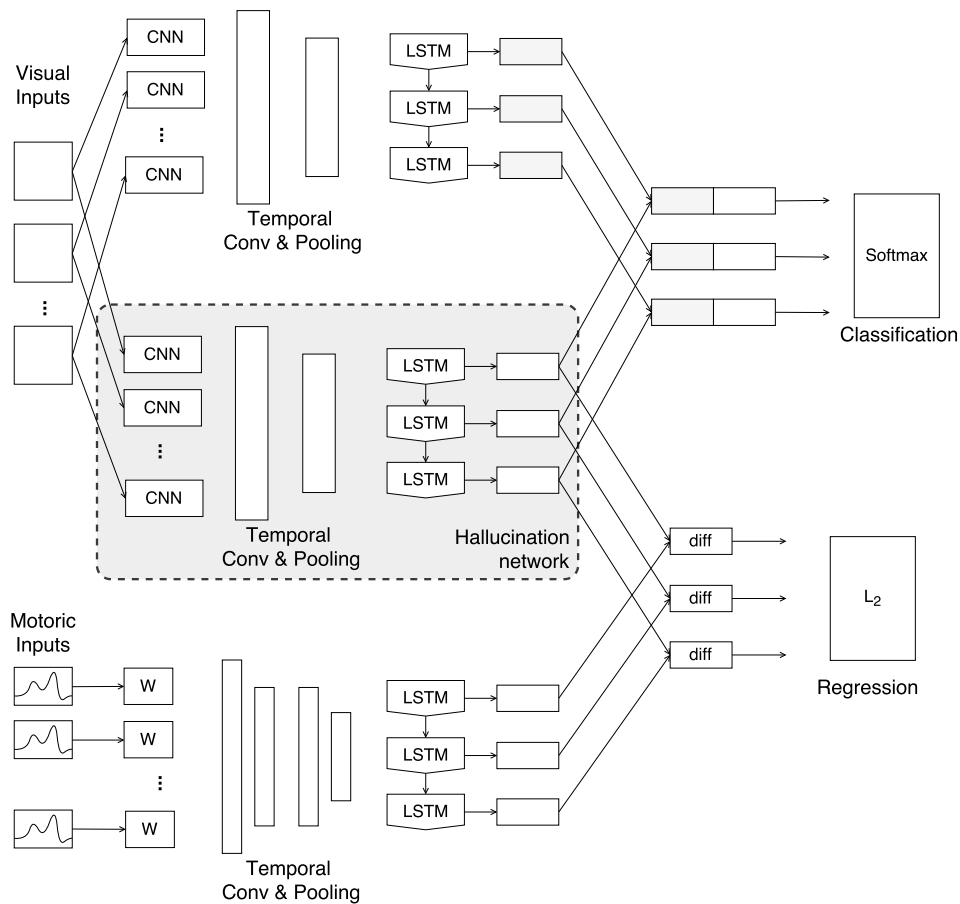 Visual
Inputs
CNN
CNN
...
CNN
Temporal
Conv & Pooling
LSTM
LSTM
LSTM
Softmax
Classification
...
CNN
CNN
...
CNN
Temporal
Conv & Pooling
LSTM
LSTM
LSTM
Hallucination
network
diff
diff
diff
L2
Regression
Motoric
Inputs
W
W
...
W
Temporal
Conv & Pooling
LSTM
LSTM
LSTM